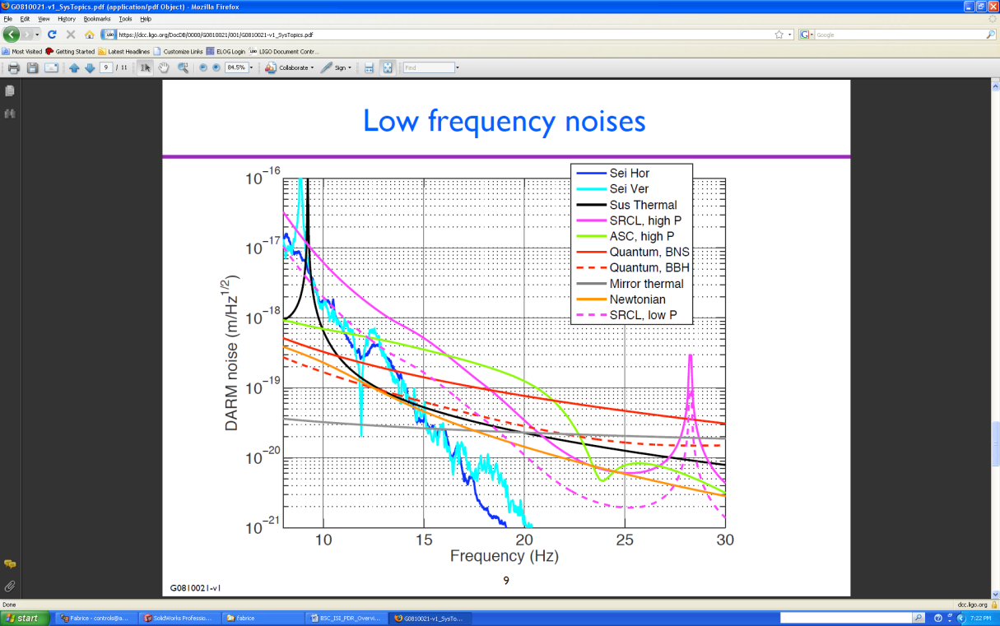 G0810021-v1_SysTopics.pdf (application/pdf Object) - Mozilla Firefox
File Edit View History Bookmarks Tools Help
https://dcc.ligo.org/DocDB/0000/G0810021/001/G0810021-v1_SysTopics.pdf
Google
Most Visited Getting Started Latest Headlines Customize Links ELOG Login LIGO Document Contr...
9 / 11 84.5% Collaborate Sign Find
Low frequency noises
Sei Hor
Sei Ver
Sus Thermal
SRCL, high P
ASC, high P
Quantum, BNS
Quantum, BBH
Mirror thermal
Newtonian
SRCL, low P
DARM noise (m/Hz^1/2)
10^-16
10^-17
10^-18
10^-19
10^-20
10^-21
10 15 20 25 30
Frequency (Hz)
9
G0810021-v1
Done
dcc.ligo.org
start
Fabrice - controls@a...
SolidWorks Professio...
fabrice
BSC_ISI_PDR_Overvi...
G0810021-v1_SysTo...
7:22 PM